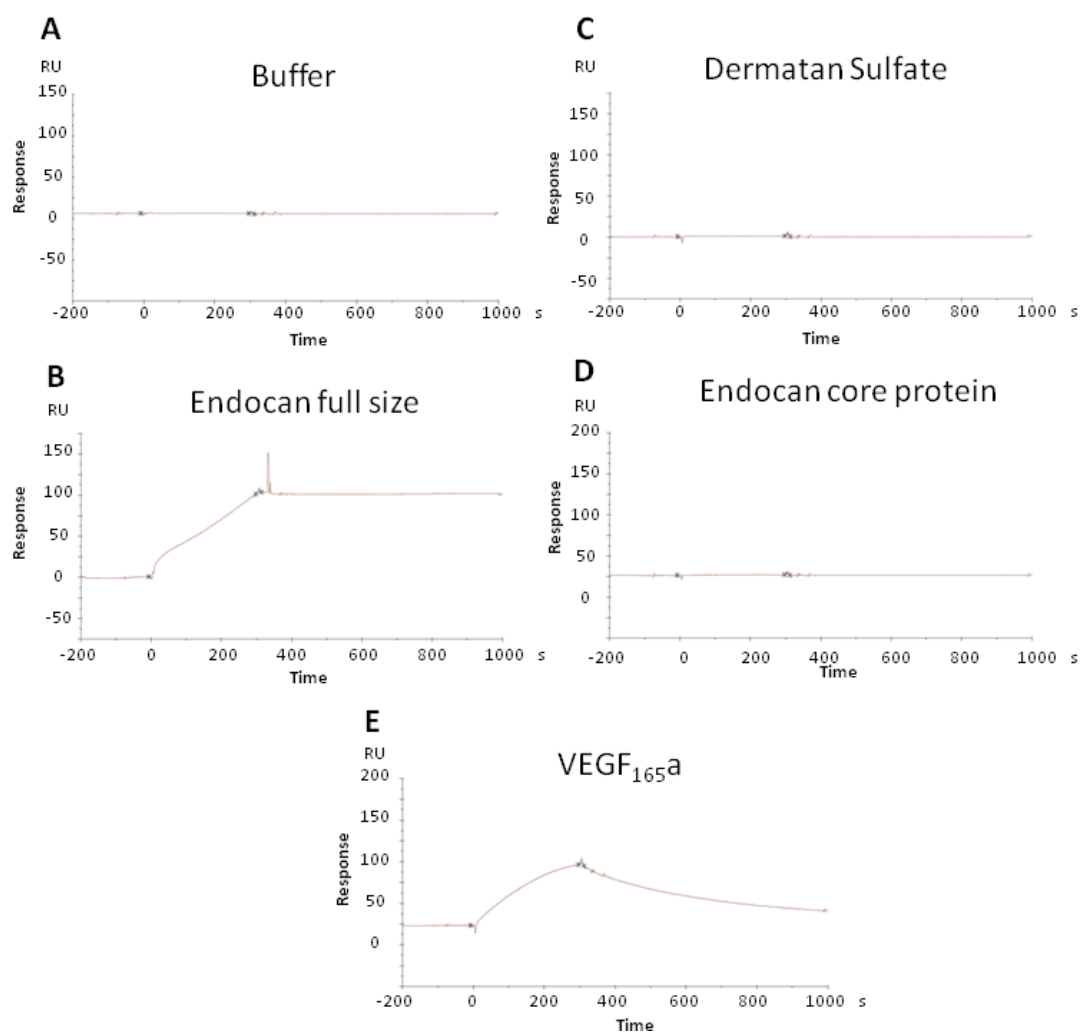 A
RU
Buffer
150
100
50
0
-50
Response
-200 0 200 400 600 800 1000 s
Time
C
RU
Dermatan Sulfate
150
100
50
0
-50
Response
-200 0 200 400 600 800 1000 s
Time
B
RU
Endocan full size
150
100
50
0
-50
Response
-200 0 200 400 600 800 1000 s
Time
D
RU
Endocan core protein
200
150
100
50
0
Response
-200 0 200 400 600 800 1000 s
Time
E
RU
VEGF₁₆₅a
200
150
100
50
0
Response
-200 0 200 400 600 800 1000 s
Time